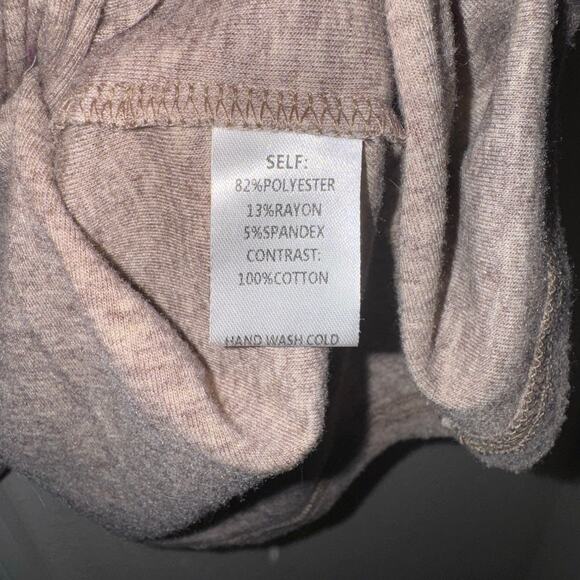 SELF:
82%POLYESTER
13%RAYON
5%SPANDEX
CONTRAST:
100%COTTON
HAND WASH COLD